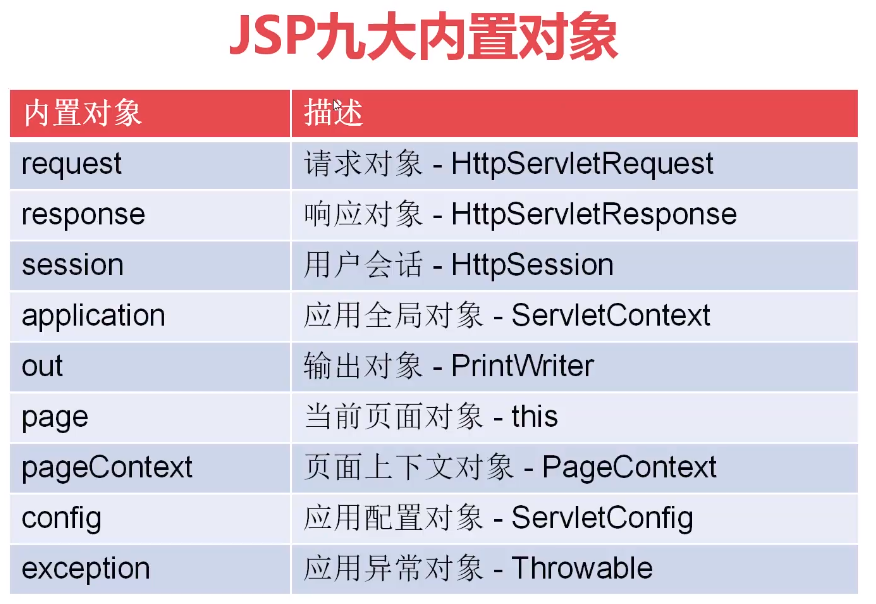 JSP九大内置对象
内置对象 描述
request 请求对象 - HttpServletRequest
response 响应对象 - HttpServletResponse
session 用户会话 - HttpSession
application 应用全局对象 - ServletContext
out 输出对象 - PrintWriter
page 当前页面对象 - this
pageContext 页面上下文对象 - PageContext
config 应用配置对象 - ServletConfig
exception 应用异常对象 - Throwable